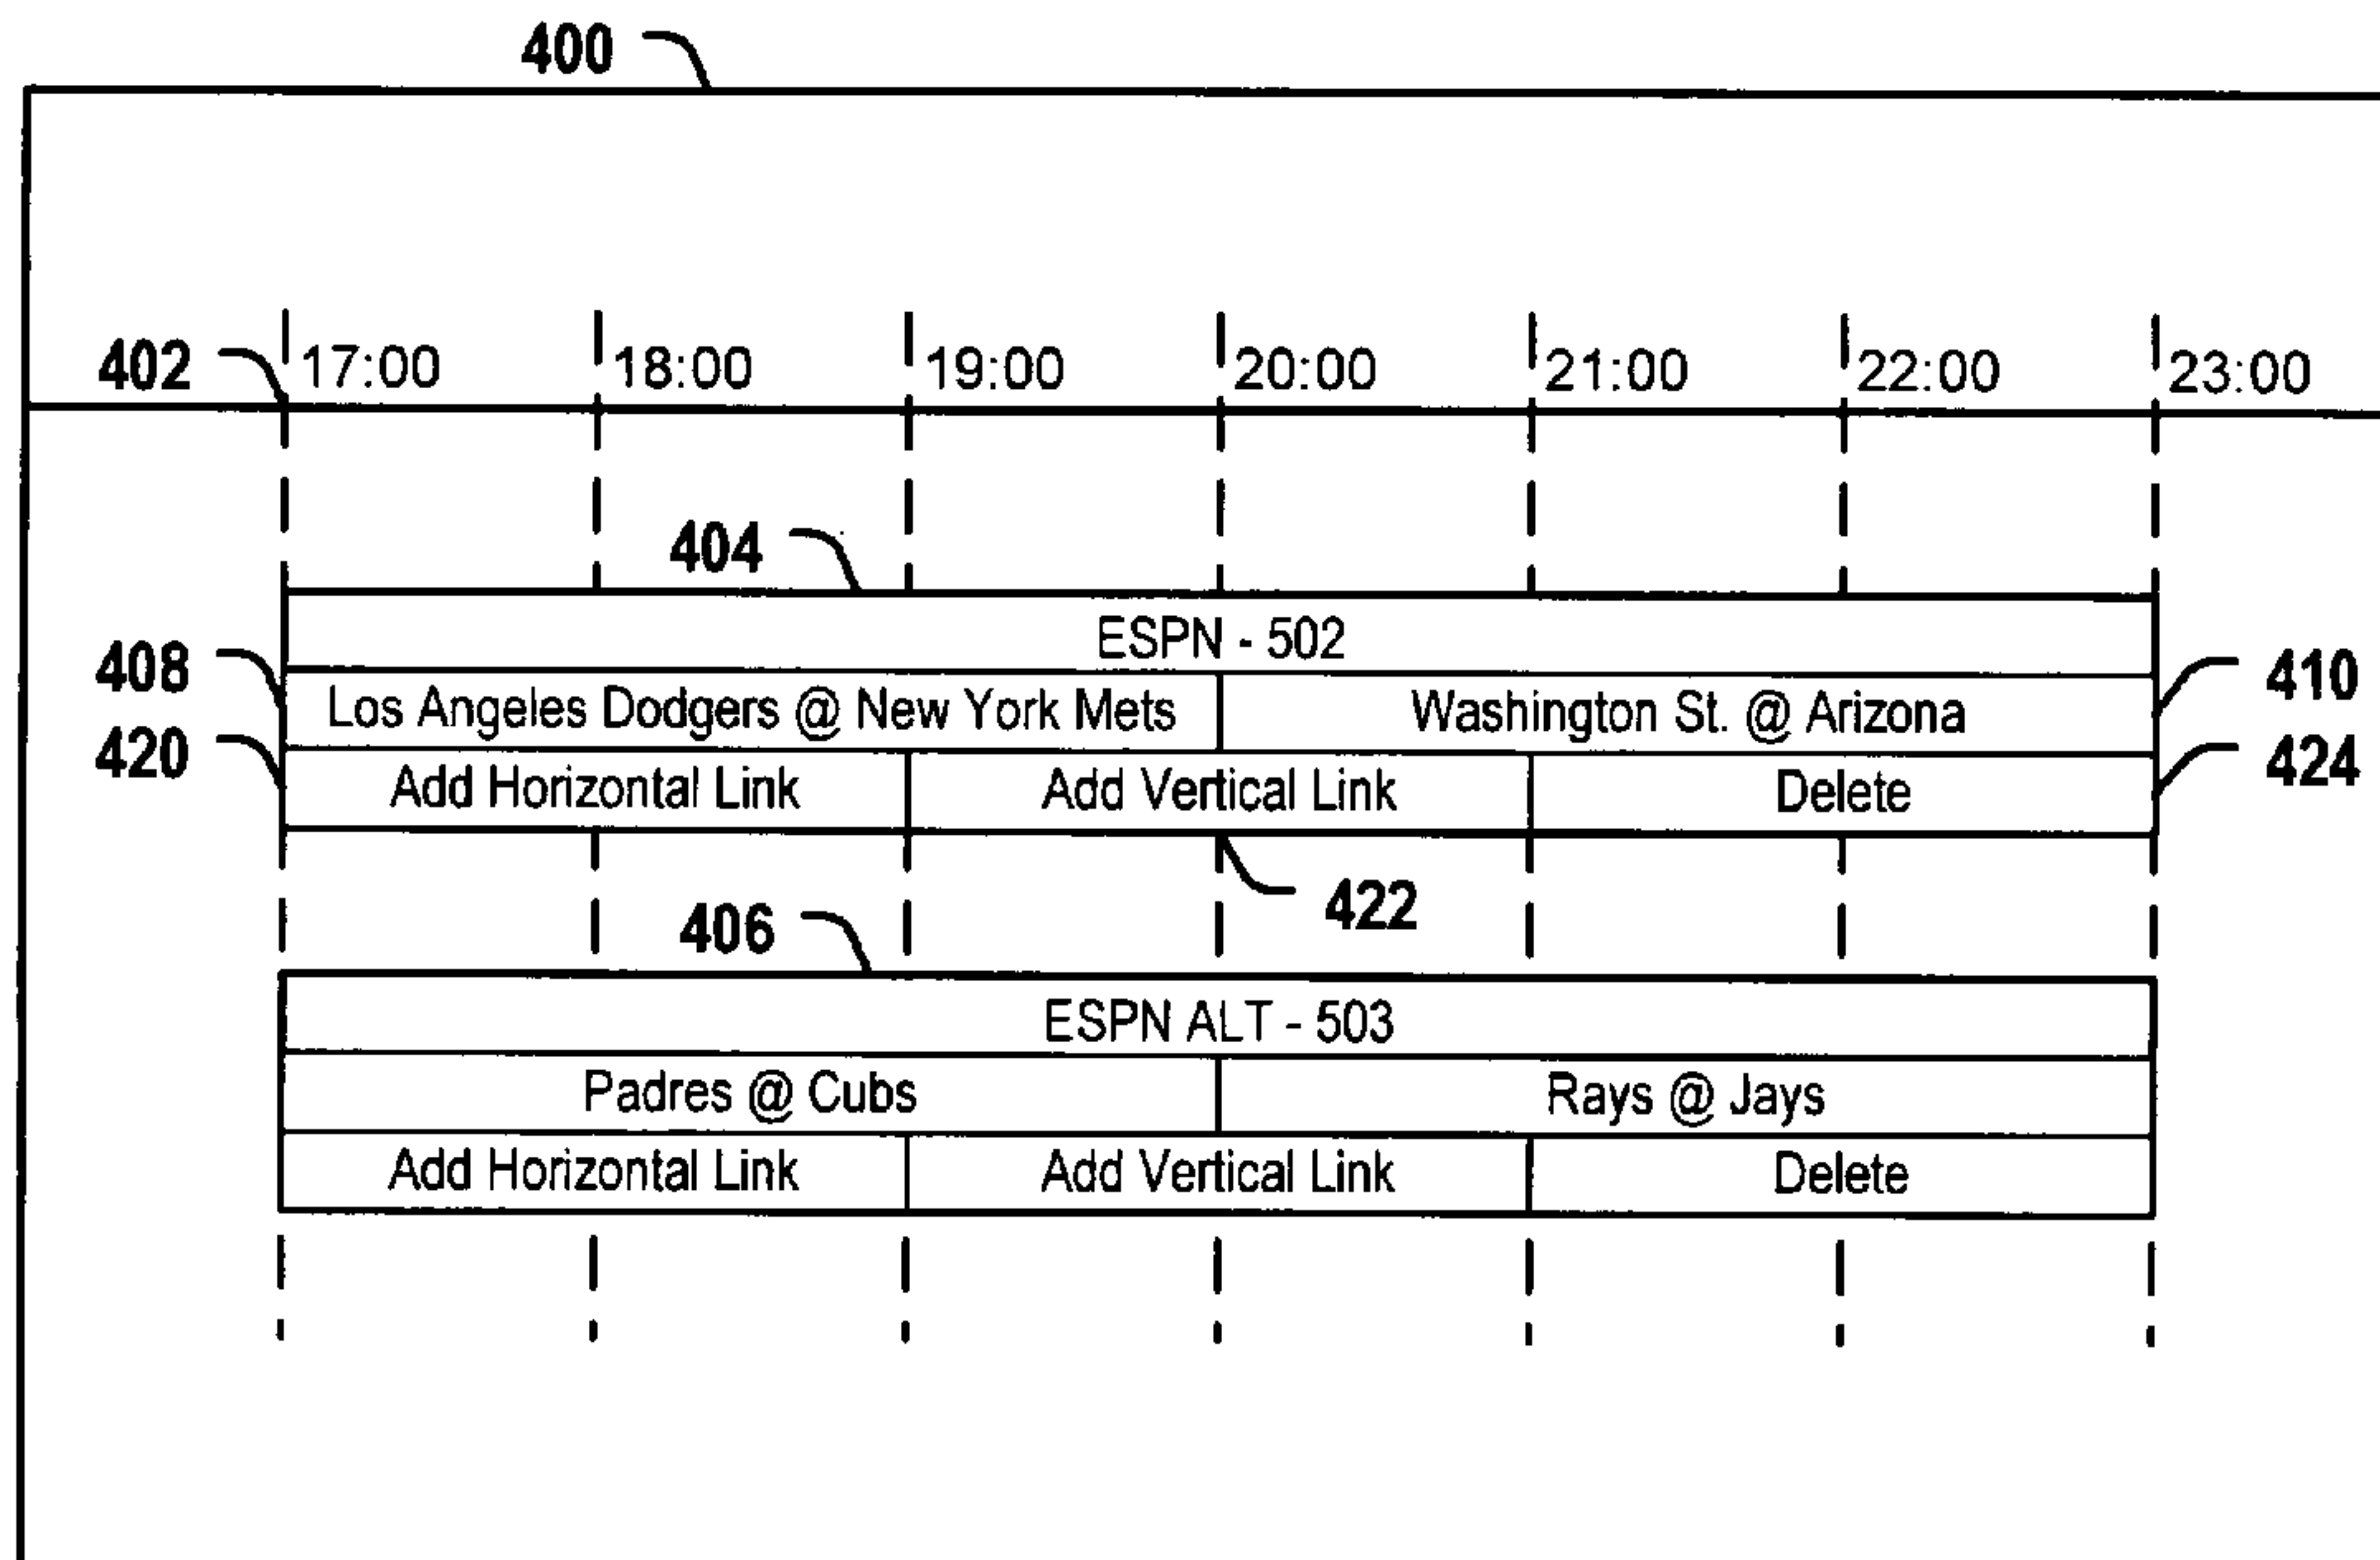 400
402 17:00 18:00 19:00 20:00 21:00 22:00 23:00
404
ESPN - 502
408 Los Angeles Dodgers @ New York Mets Washington St. @ Arizona 410
420 Add Horizontal Link Add Vertical Link Delete 424
422
406
ESPN ALT - 503
Padres @ Cubs Rays @ Jays
Add Horizontal Link Add Vertical Link Delete